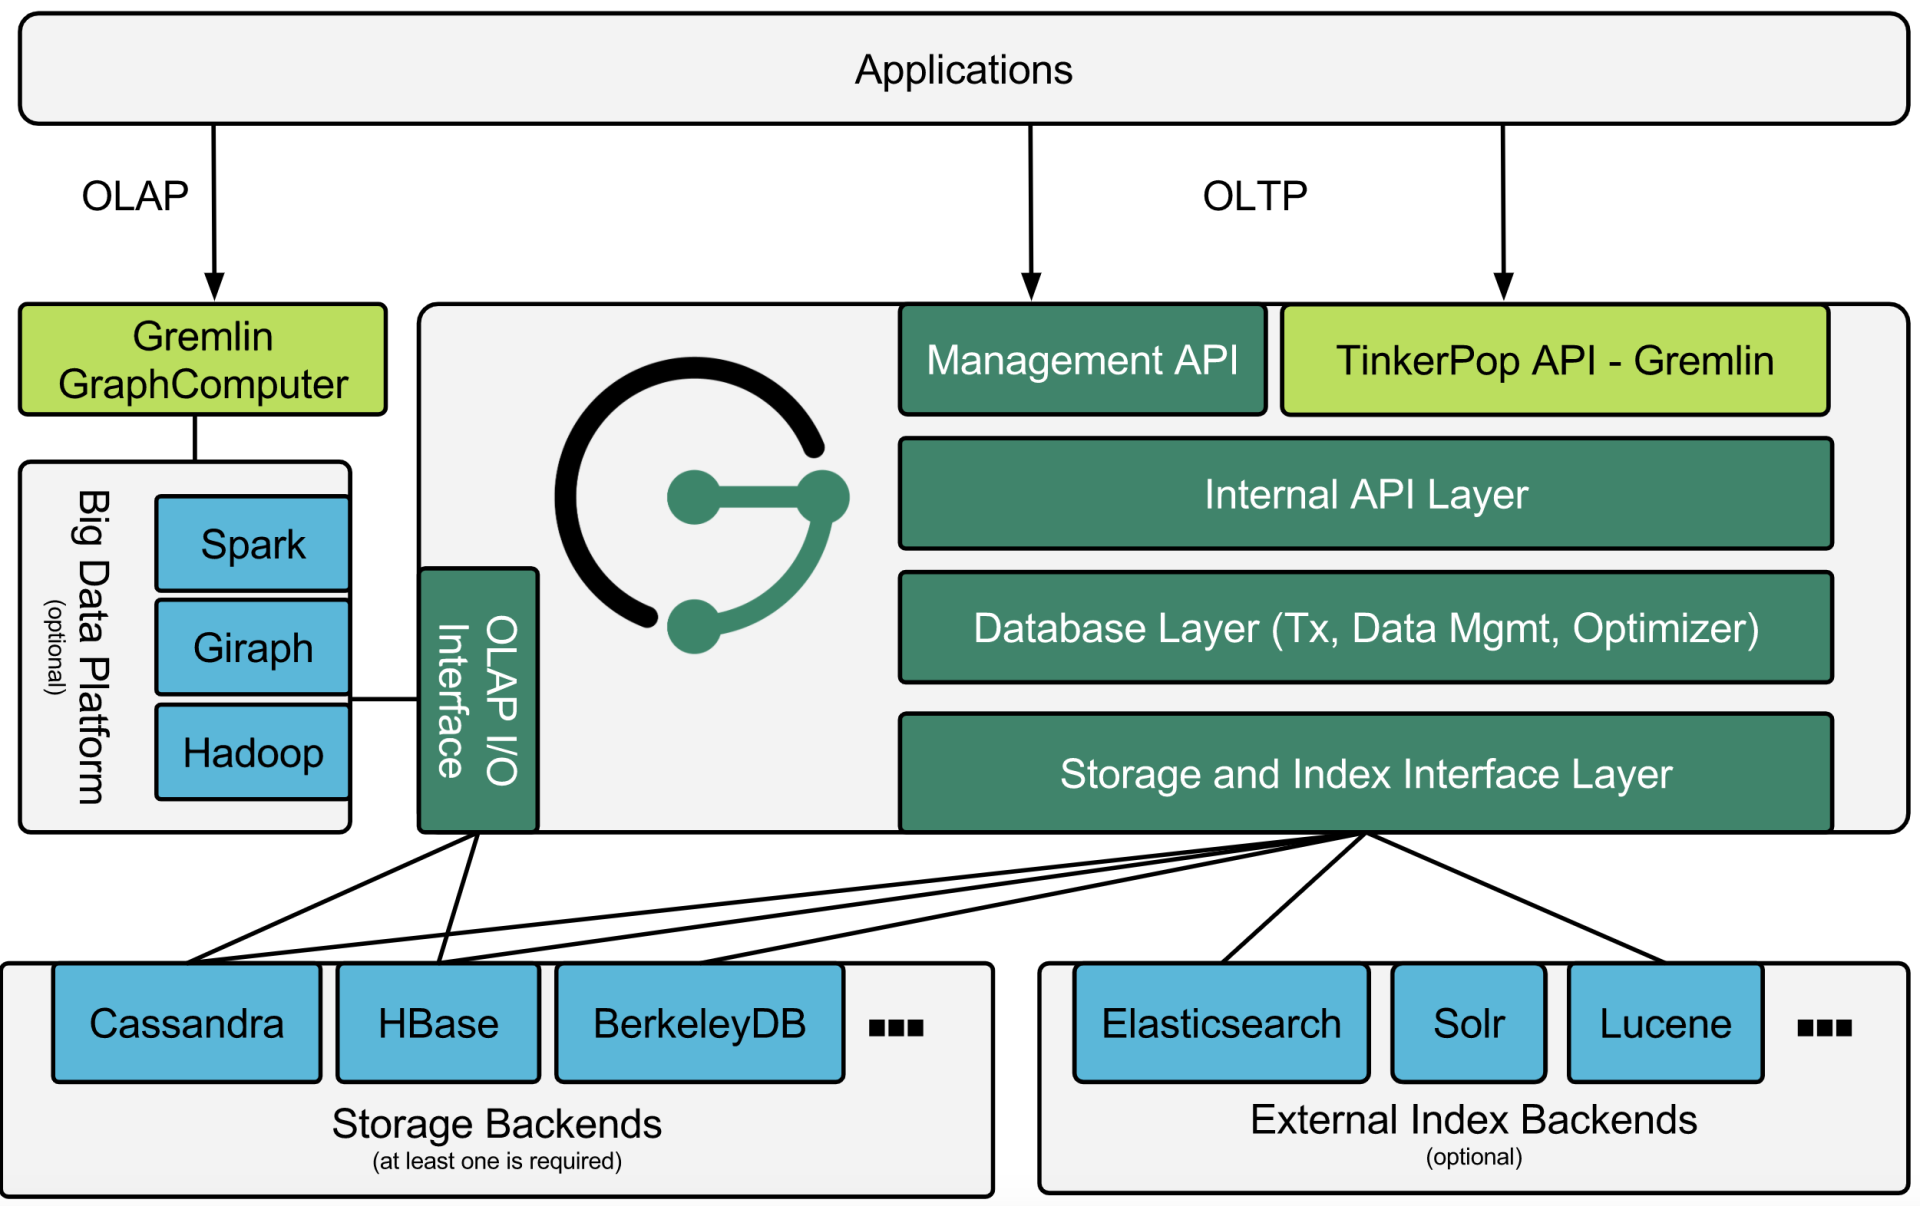 Applications
OLAP
OLTP
Gremlin
GraphComputer
Management API
TinkerPop API - Gremlin
Internal API Layer
Big Data Platform
(optional)
Spark
Giraph
Hadoop
OLAP I/O
Interface
Database Layer (Tx, Data Mgmt, Optimizer)
Storage and Index Interface Layer
Cassandra
HBase
BerkeleyDB
Storage Backends
(at least one is required)
Elasticsearch
Solr
Lucene
External Index Backends
(optional)